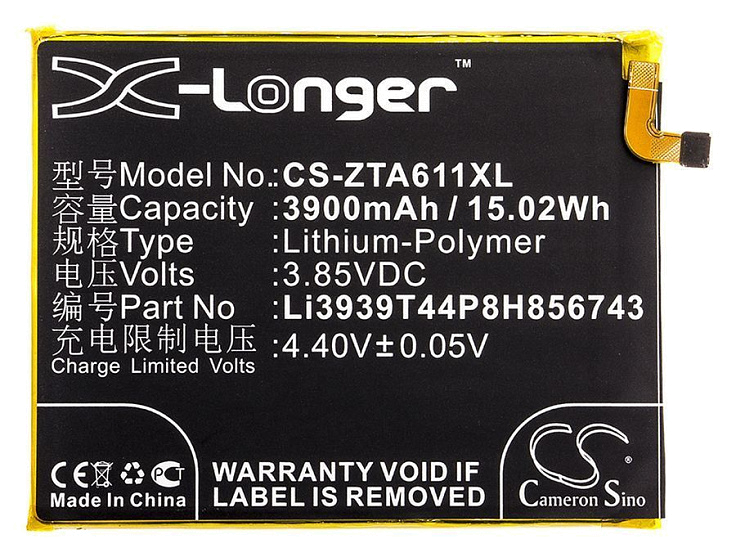 X-Longer™
型号Model No.:CS-ZTA611XL
容量Capacity :3900mAh / 15.02Wh
规格Type :Lithium-Polymer
电压Volts :3.85VDC
编号Part No :Li3939T44P8H856743
充电限制电压 :4.40V±0.05V
Charge Limited Volts
CE PCT
Made In China
WARRANTY VOID IF
LABEL IS REMOVED
CS®
Cameron Sino